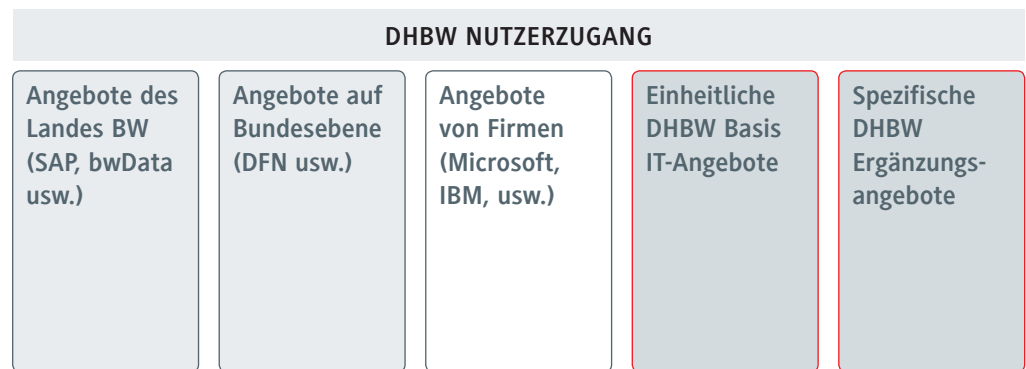 DHBW NUTZERZUGANG
Angebote des
Landes BW
(SAP, bwData
usw.)
Angebote auf
Bundesebene
(DFN usw.)
Angebote
von Firmen
(Microsoft,
IBM, usw.)
Einheitliche
DHBW Basis
IT-Angebote
Spezifische
DHBW
Ergänzungs-
angebote